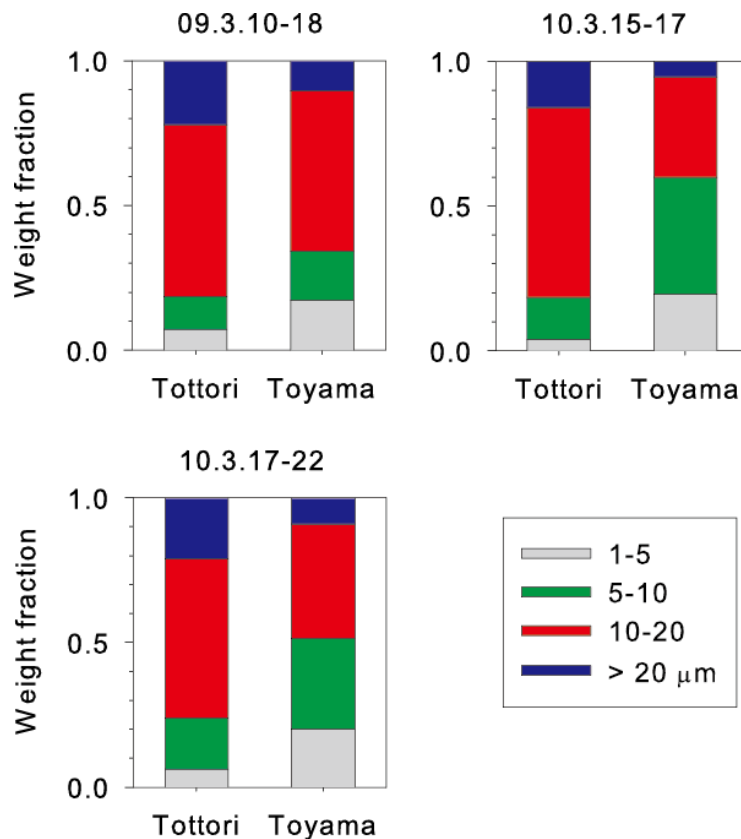 09.3.10-18
10.3.15-17
Weight fraction
1.0
0.5
0.0
Tottori Toyama
1.0
0.5
0.0
Tottori Toyama
10.3.17-22
Weight fraction
1.0
0.5
0.0
Tottori Toyama
1-5
5-10
10-20
> 20 μm